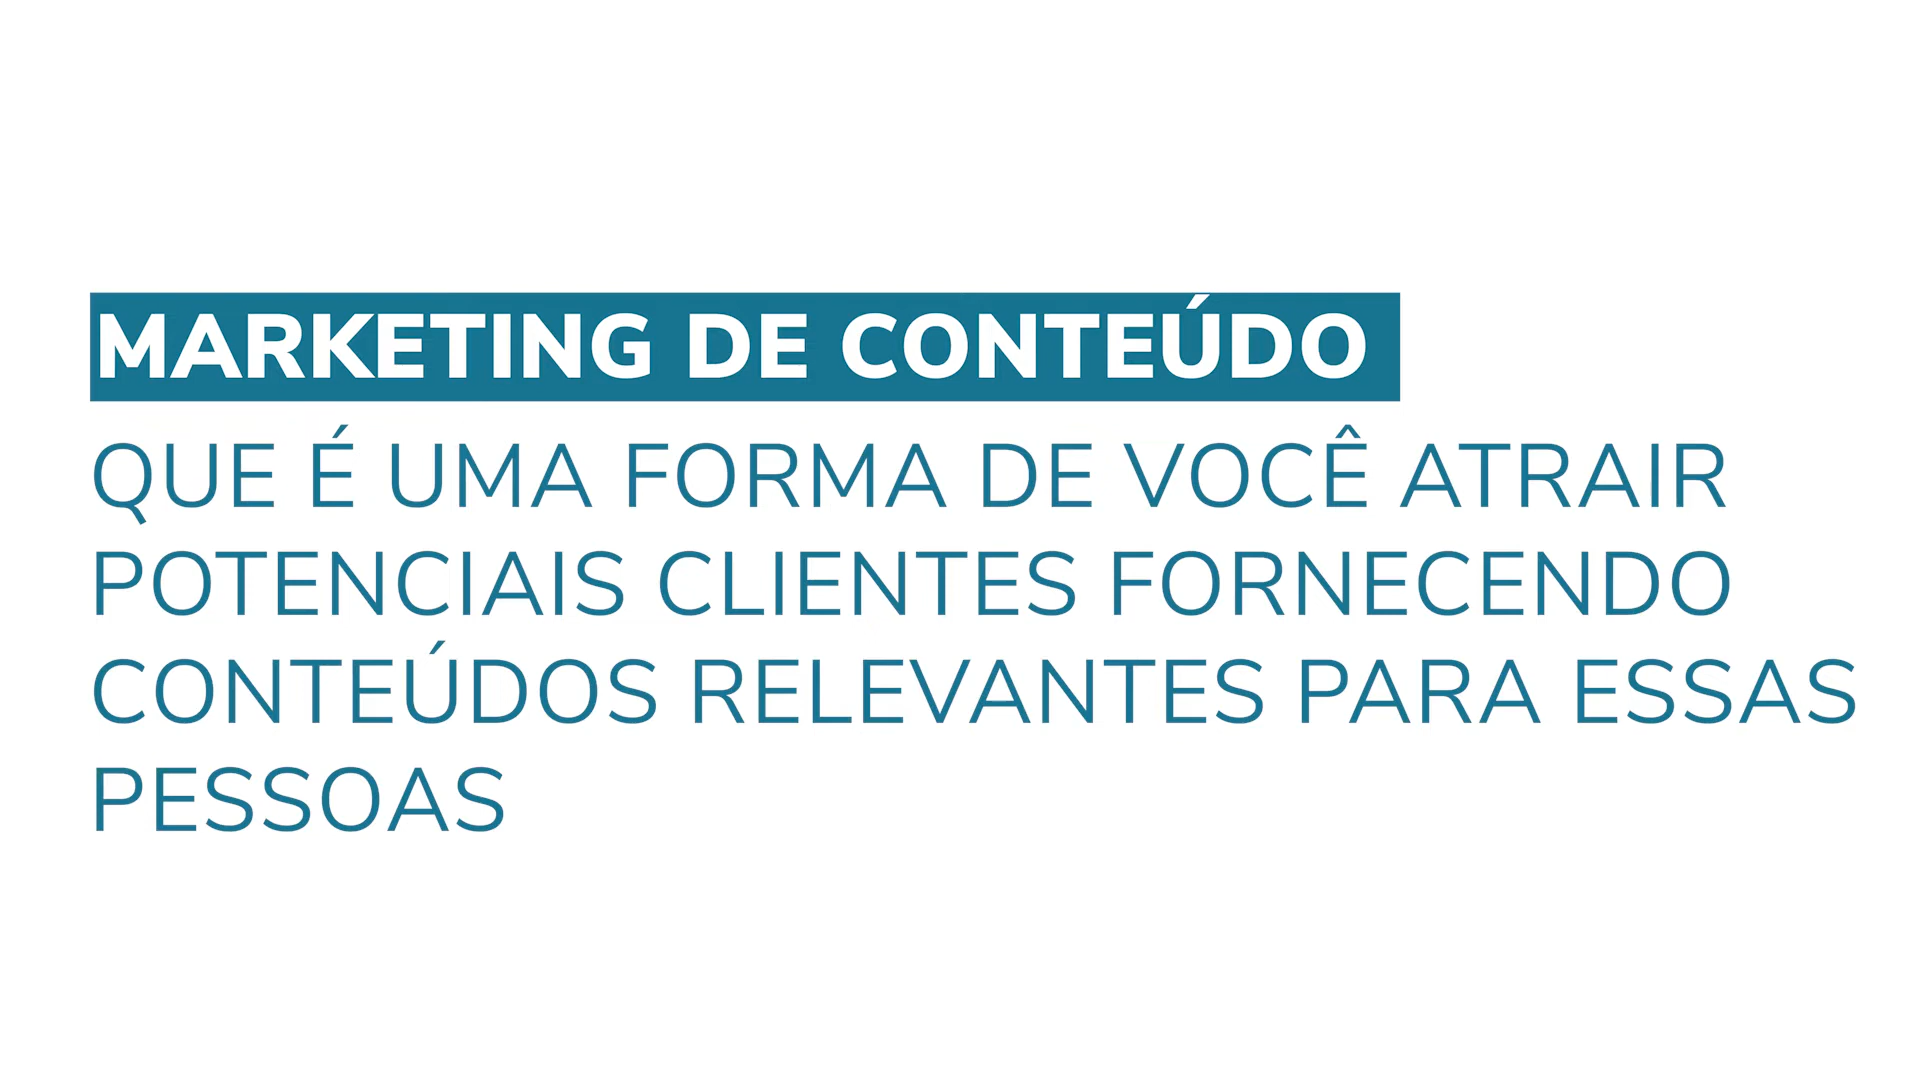 MARKETING DE CONTEÚDO
QUE É UMA FORMA DE VOCÊ ATRAIR
POTENCIAIS CLIENTES FORNECENDO
CONTEÚDOS RELEVANTES PARA ESSAS
PESSOAS